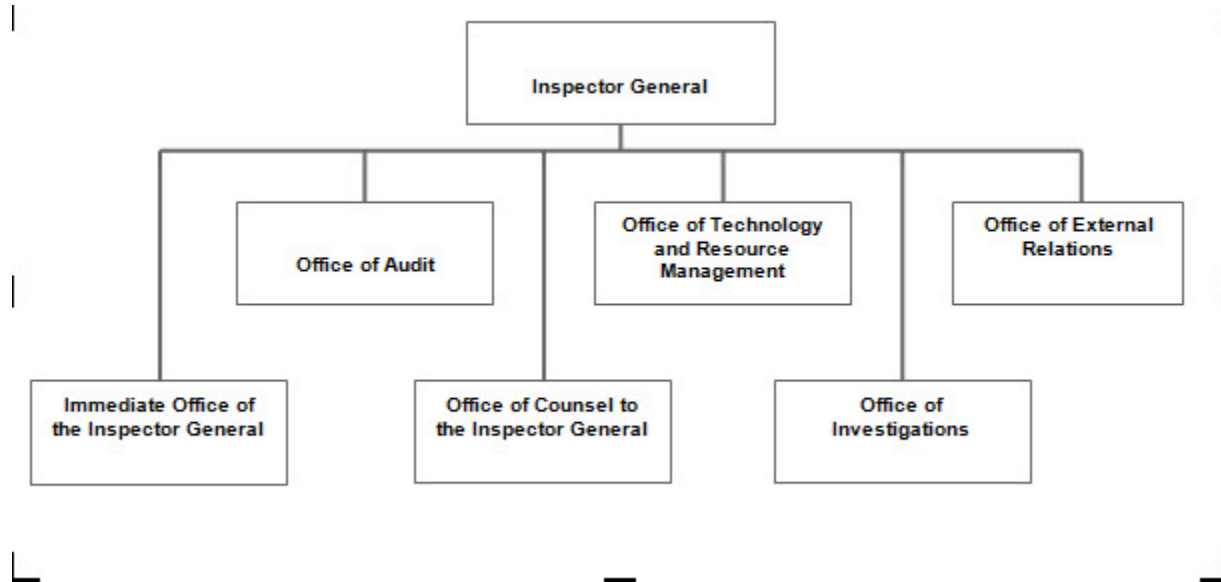 Inspector General
Office of Audit
Office of Technology
and Resource
Management
Office of External
Relations
Immediate Office of
the Inspector General
Office of Counsel to
the Inspector General
Office of
Investigations